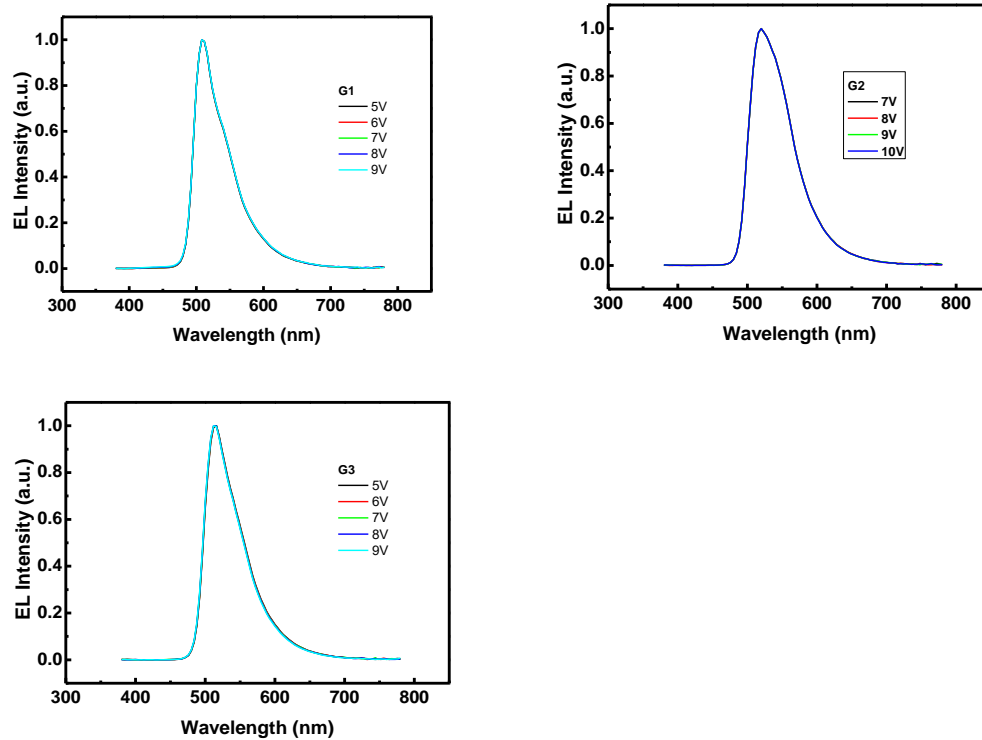 EL Intensity (a.u.)
1.0
0.8
0.6
0.4
0.2
0.0
G1
5V
6V
7V
8V
9V
300 400 500 600 700 800
Wavelength (nm)
EL Intensity (a.u.)
1.0
0.8
0.6
0.4
0.2
0.0
G2
7V
8V
9V
10V
300 400 500 600 700 800
Wavelength (nm)
EL Intensity (a.u.)
1.0
0.8
0.6
0.4
0.2
0.0
G3
5V
6V
7V
8V
9V
300 400 500 600 700 800
Wavelength (nm)